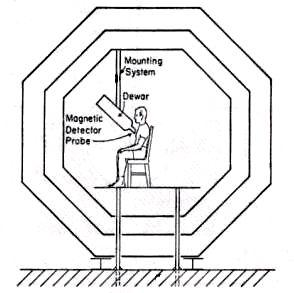 Mounting
System
Dewar
Magnetic
Detector
Probe